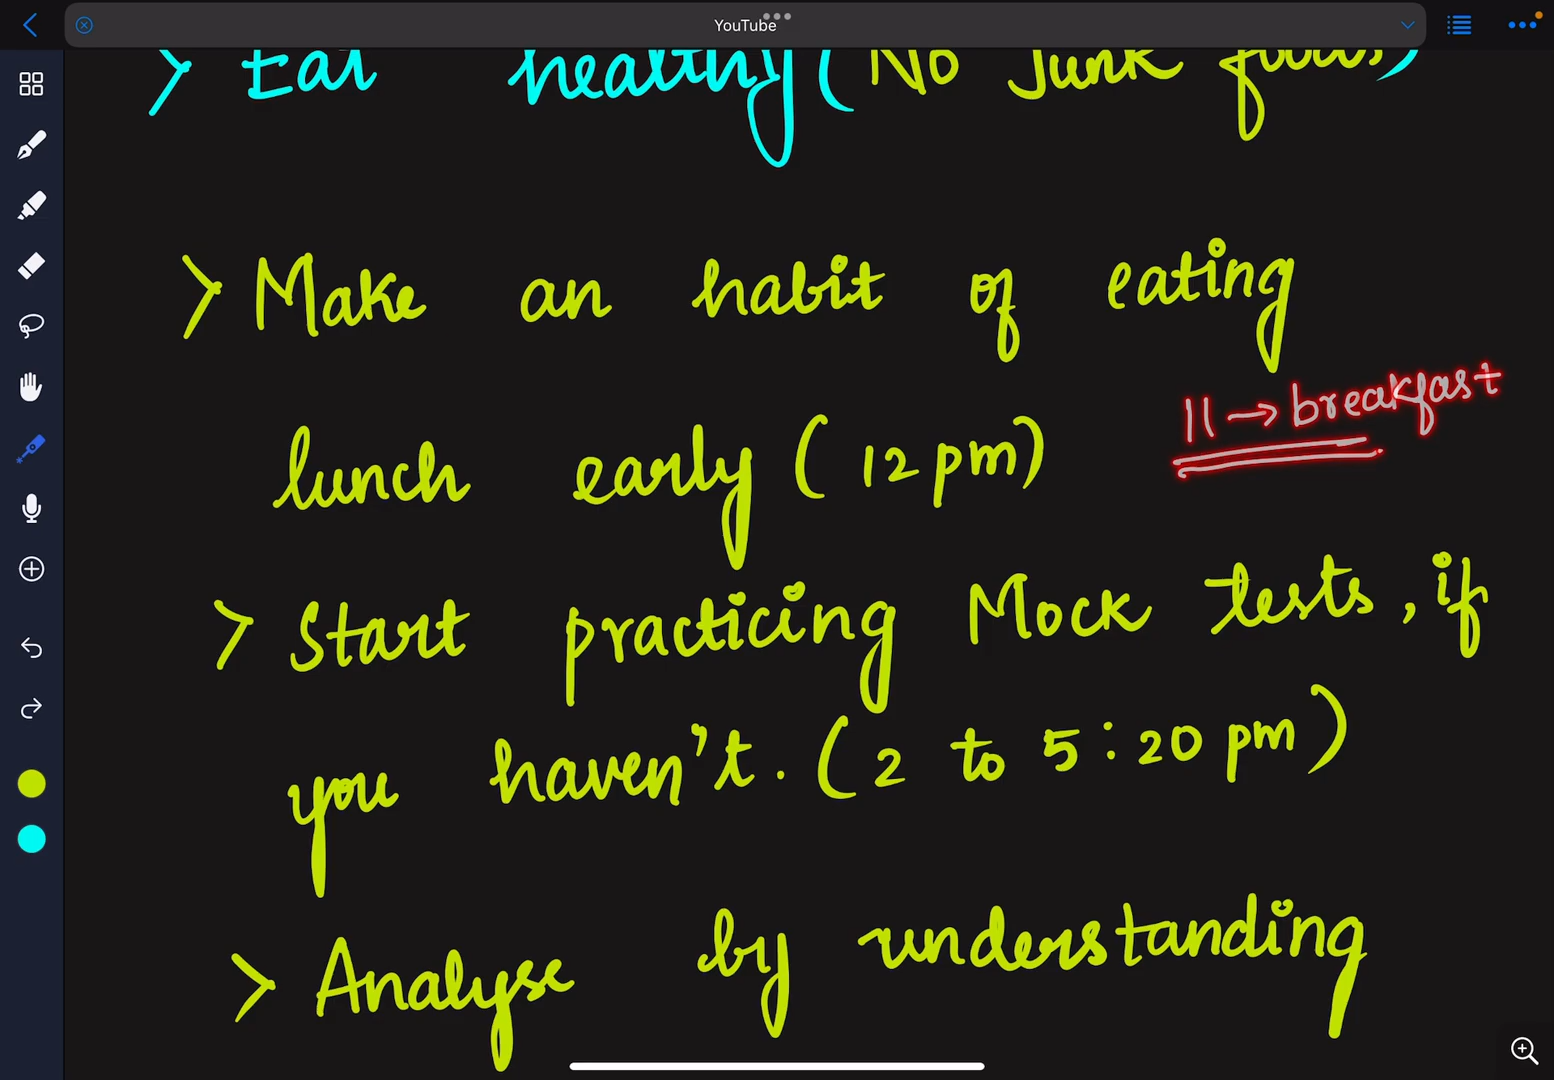 YouTube
> Eat healthy (No Junk foods)
> Make an habit of eating
11 → breakfast
lunch early (12 pm)
> Start practicing Mock tests, if
you haven't. (2 to 5:20 pm)
> Analyse by understanding